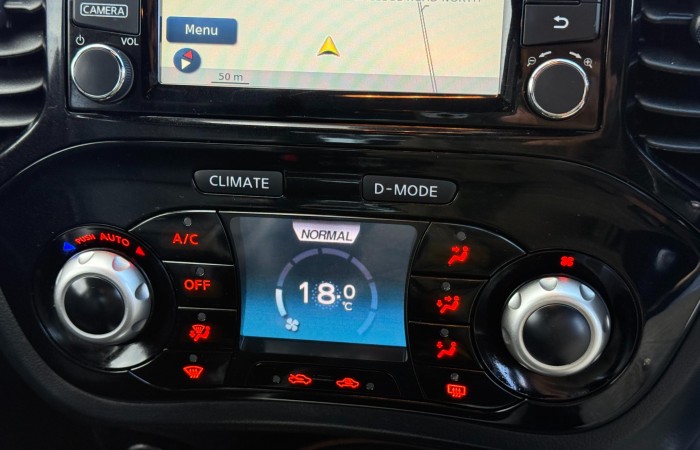 CAMERA
VOL
Menu
50 m
CLIMATE
D-MODE
PUSH AUTO
A/C
OFF
NORMAL
18.0
°C